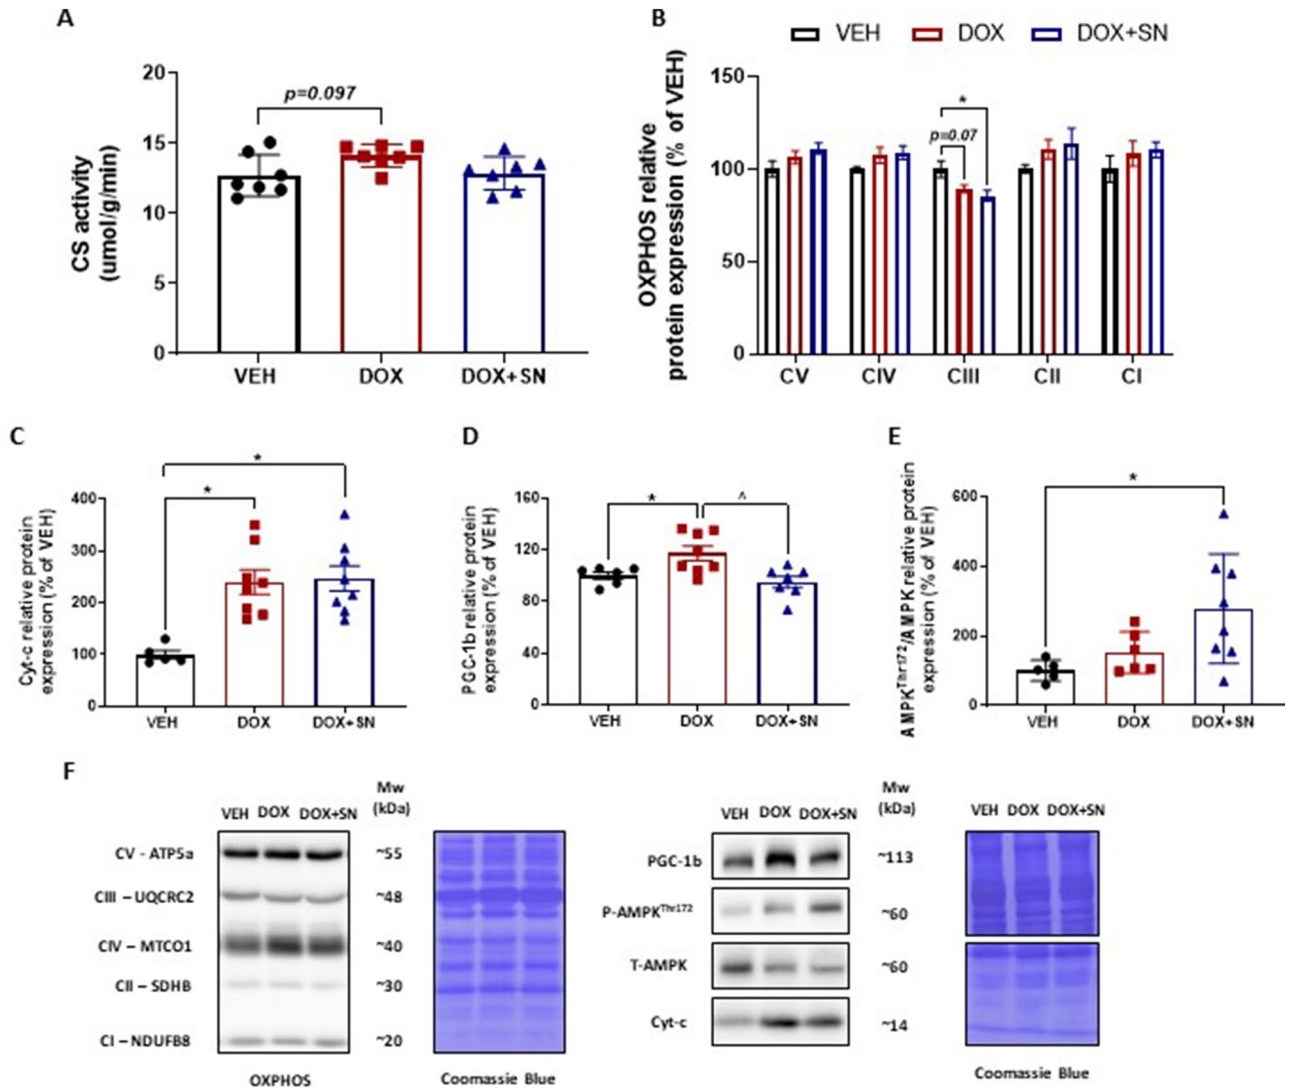 A
CS activity
(umol/g/min)
20
15
10
5
0
p=0.097
VEH
DOX
DOX+SN
B
VEH
DOX
DOX+SN
OXPHOS relative
protein expression (% of VEH)
150
100
50
0
*
p=0.07
CV
CIV
CIII
CII
CI
C
Cyt-c relative protein
expression (% of VEH)
400
300
200
100
0
*
*
VEH
DOX
DOX+SN
D
PGC-1b relative protein
expression (% of VEH)
160
120
80
40
0
*
^
VEH
DOX
DOX+SN
E
AMPKThr172/AMPK relative protein
expression (% of VEH)
600
400
200
0
*
VEH
DOX
DOX+SN
F
VEH DOX DOX+SN
Mw
(kDa)
CV - ATP5a
~55
CIII – UQCRC2
~48
CIV – MTCO1
~40
CII – SDHB
~30
CI – NDUFB8
~20
OXPHOS
Coomassie Blue
VEH DOX DOX+SN
Mw
(kDa)
VEH DOX DOX+SN
PGC-1b
~113
P-AMPKThr172
~60
T-AMPK
~60
Cyt-c
~14
Coomassie Blue